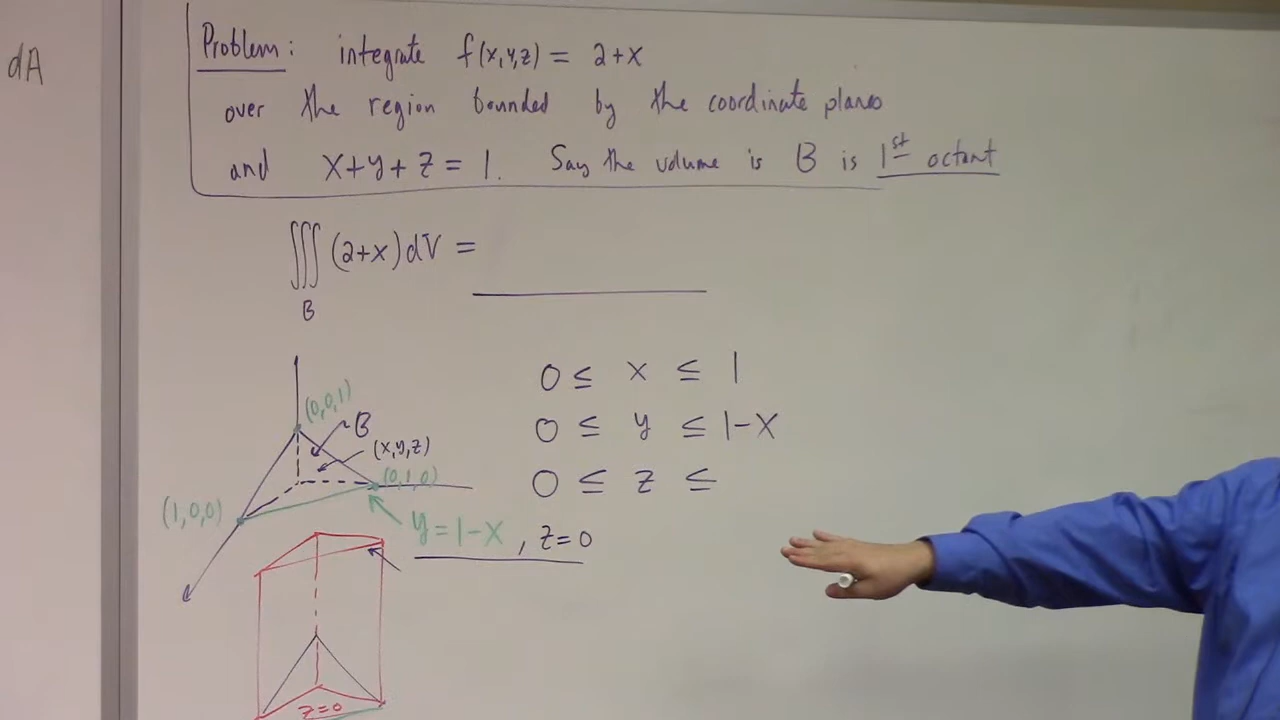 dA
Problem: integrate f(x,y,z) = 2+x
over the region bounded by the coordinate planes
and x+y+z = 1. Say the volume is B is 1st octant
∭ (2+x)dV =
B
0 ≤ x ≤ 1
0 ≤ y ≤ 1-x
0 ≤ z ≤
(0,0,1)
B
(x,y,z)
(0,1,0)
(1,0,0)
y=1-x, z=0
z=0